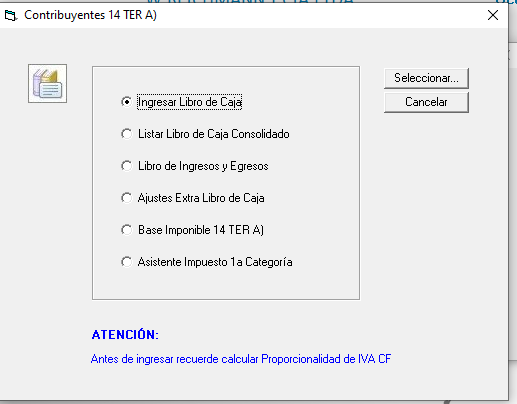 Contribuyentes 14 TER A)
Seleccionar...
Cancelar
Ingresar Libro de Caja
Listar Libro de Caja Consolidado
Libro de Ingresos y Egresos
Ajustes Extra Libro de Caja
Base Imponible 14 TER A)
Asistente Impuesto 1a Categoría
ATENCIÓN:
Antes de ingresar recuerde calcular Proporcionalidad de IVA CF